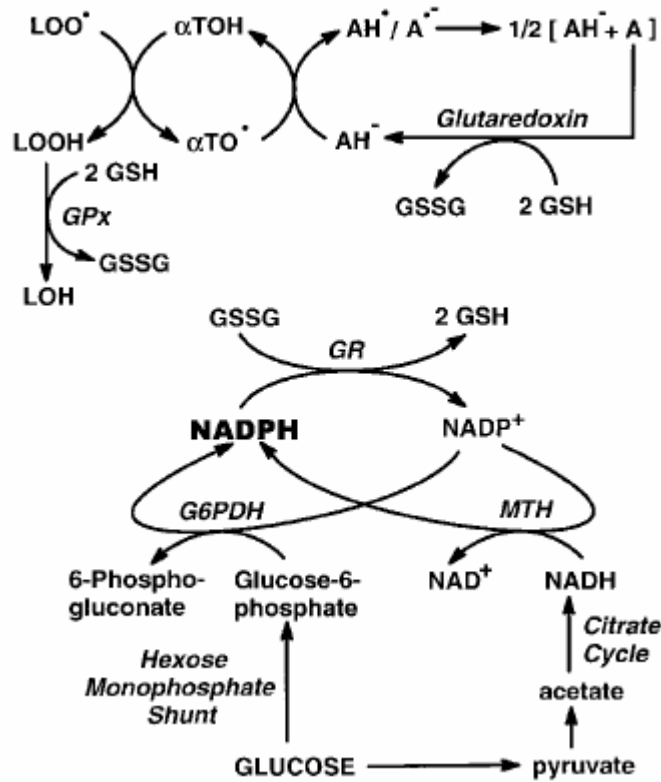 LOO• αTOH AH•/ A•- 1/2 [ AH- + A ]
Glutaredoxin
LOOH αTO• AH-
2 GSH
GSSG 2 GSH
GPx
GSSG
LOH
GSSG 2 GSH
GR
NADPH NADP+
G6PDH MTH
6-Phospho- Glucose-6- NAD+ NADH
gluconate phosphate
Hexose Citrate
Monophosphate Cycle
Shunt
acetate
GLUCOSE pyruvate